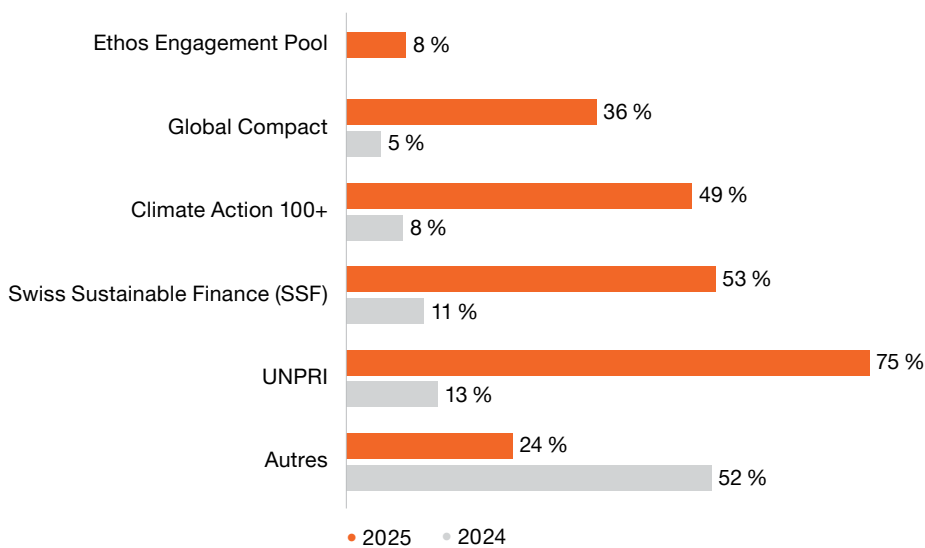 Ethos Engagement Pool
8 %
Global Compact
36 %
5 %
Climate Action 100+
49 %
8 %
Swiss Sustainable Finance (SSF)
53 %
11 %
UNPRI
75 %
13 %
Autres
24 %
52 %
2025
2024